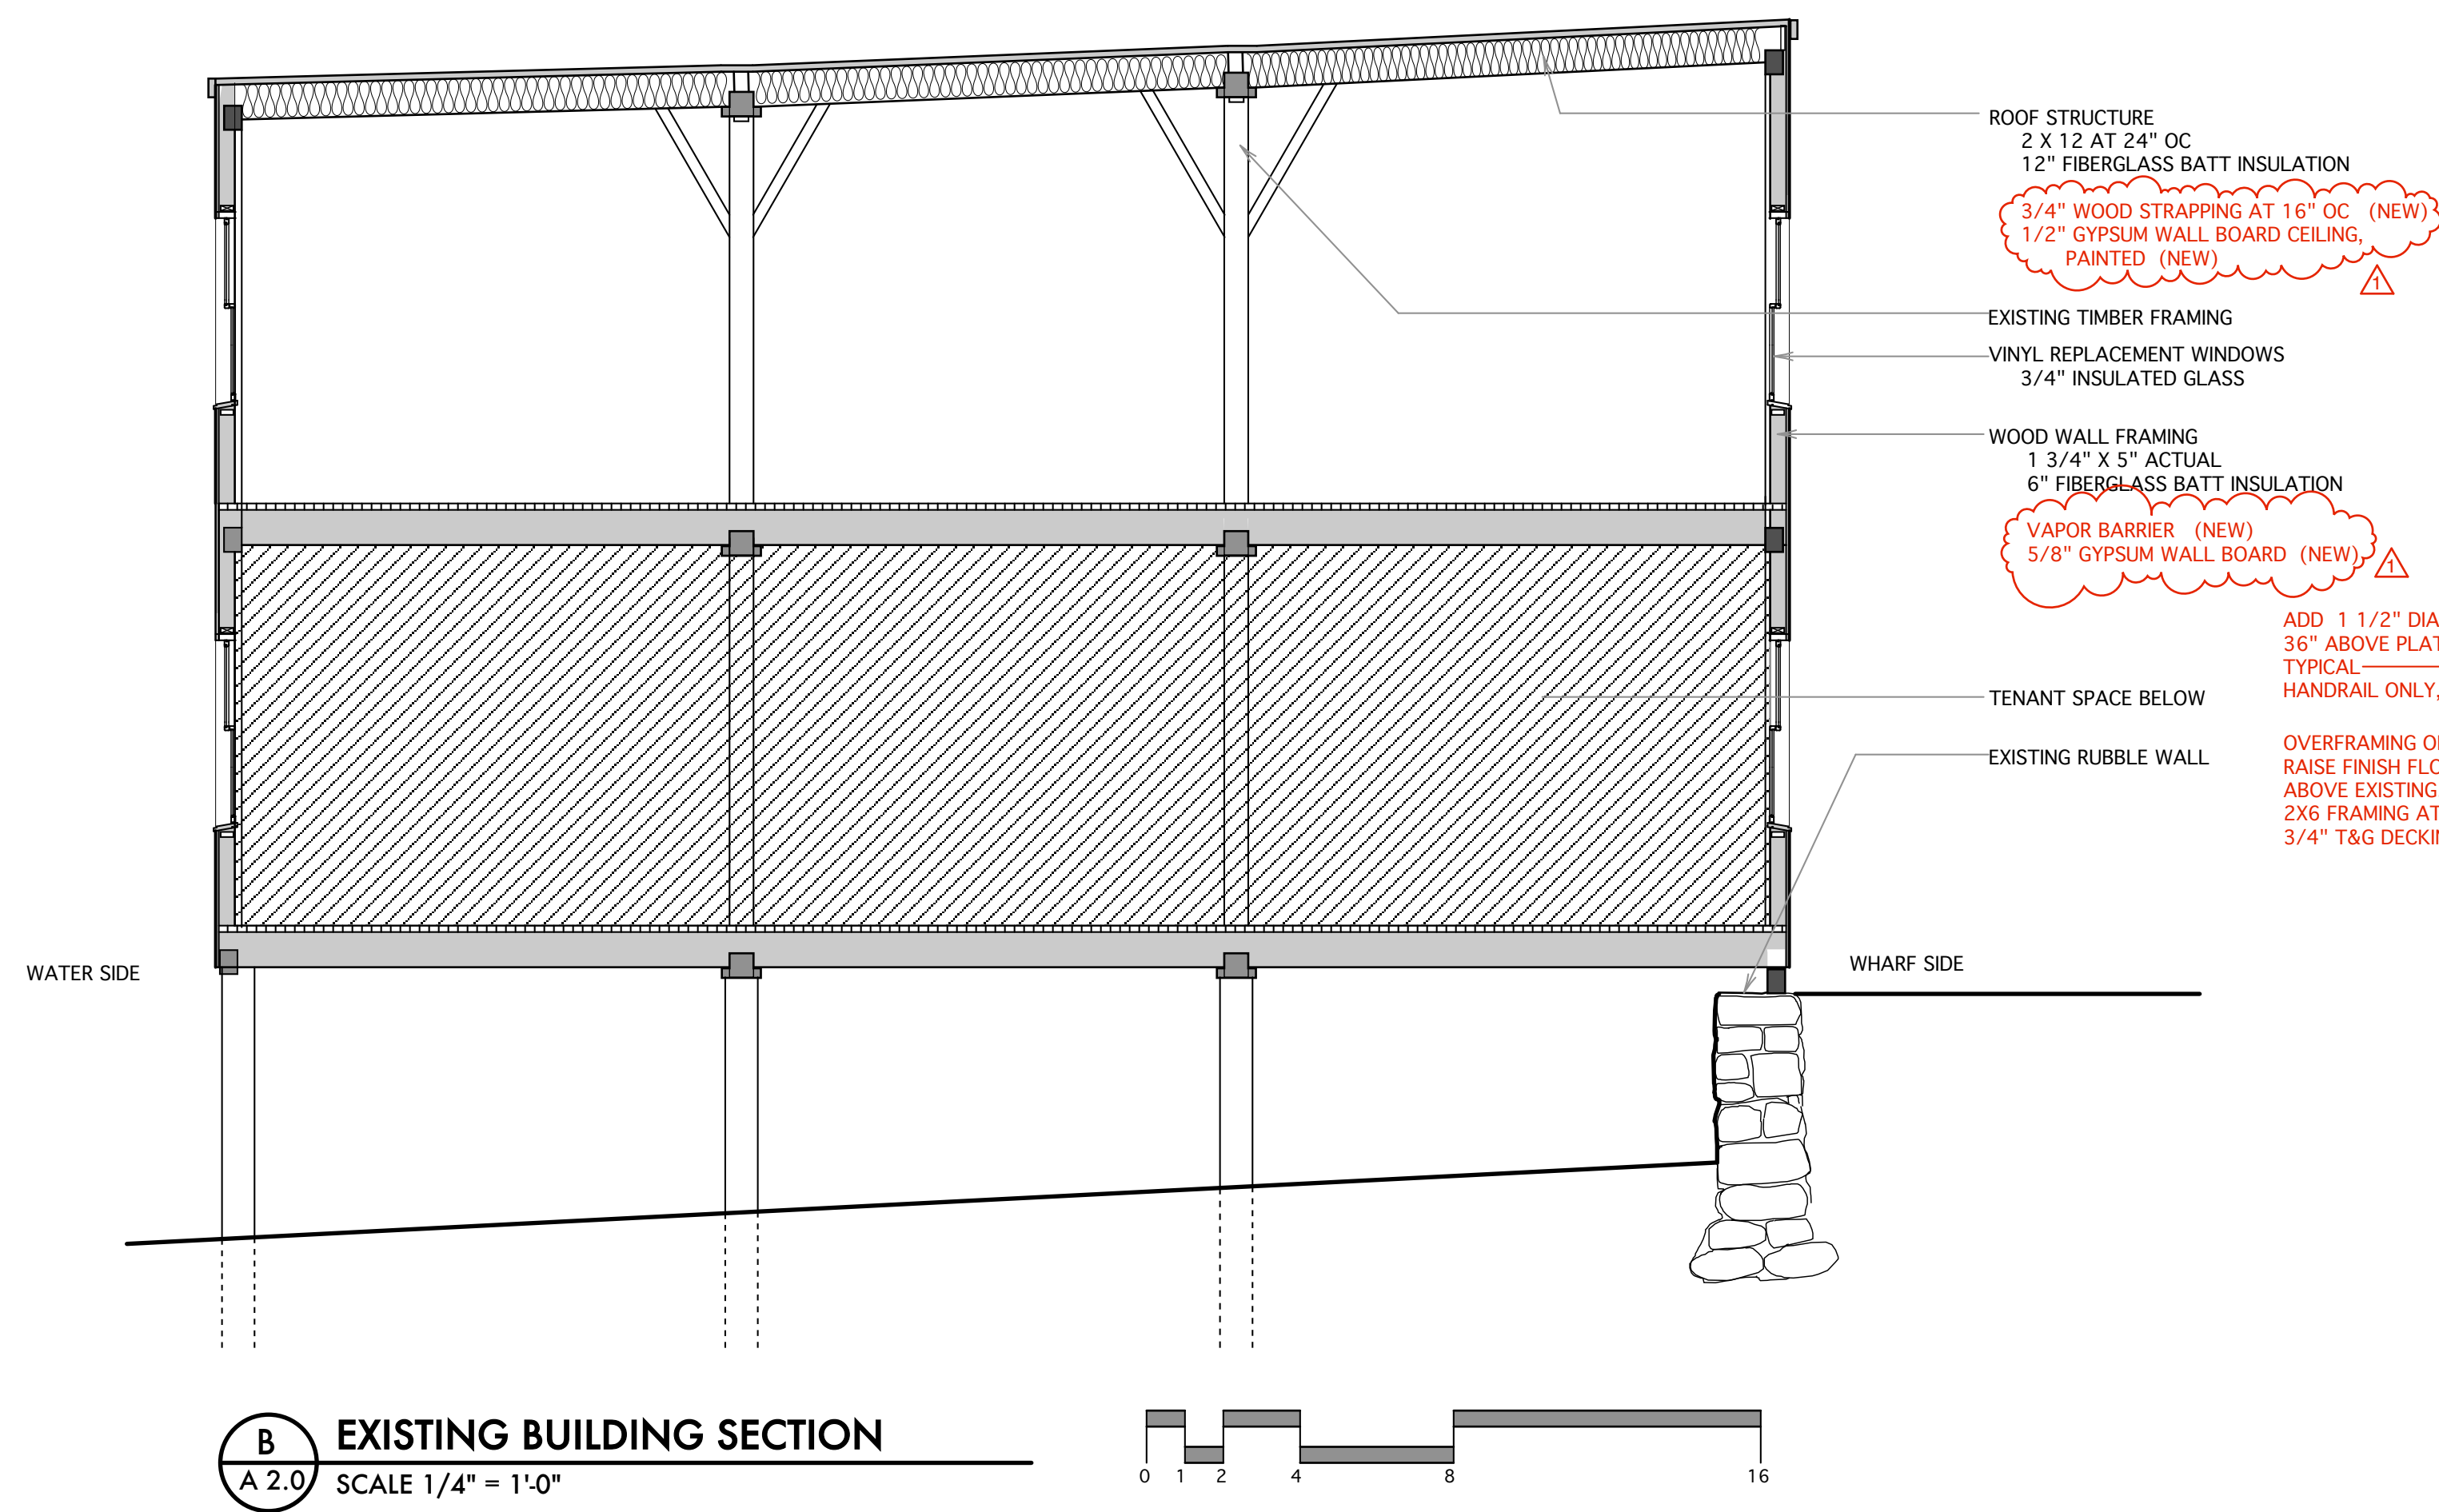 ROOF STRUCTURE
2 X 12 AT 24" OC
12" FIBERGLASS BATT INSULATION
3/4" WOOD STRAPPING AT 16" OC (NEW)
1/2" GYPSUM WALL BOARD CEILING,
PAINTED (NEW)
1
EXISTING TIMBER FRAMING
VINYL REPLACEMENT WINDOWS
3/4" INSULATED GLASS
WOOD WALL FRAMING
1 3/4" X 5" ACTUAL
6" FIBERGLASS BATT INSULATION
VAPOR BARRIER (NEW)
5/8" GYPSUM WALL BOARD (NEW)
1
ADD 1 1/2" DIA
36" ABOVE PLAT
TYPICAL
HANDRAIL ONLY,
TENANT SPACE BELOW
EXISTING RUBBLE WALL
OVERFRAMING O
RAISE FINISH FLO
ABOVE EXISTING
2X6 FRAMING AT
3/4" T&G DECKI
WATER SIDE
WHARF SIDE
B
A 2.0
EXISTING BUILDING SECTION
SCALE 1/4" = 1'-0"
0 1 2 4 8 16